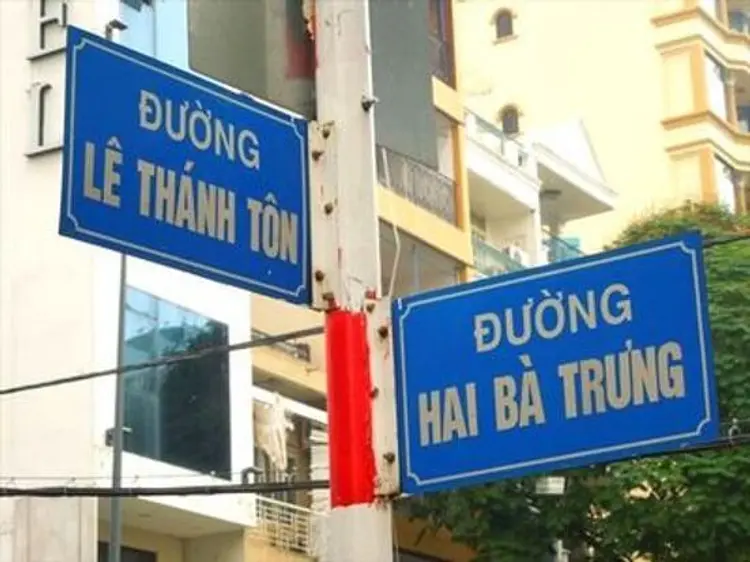 ĐƯỜNG
LÊ THÁNH TÔN
ĐƯỜNG
HAI BÀ TRƯNG